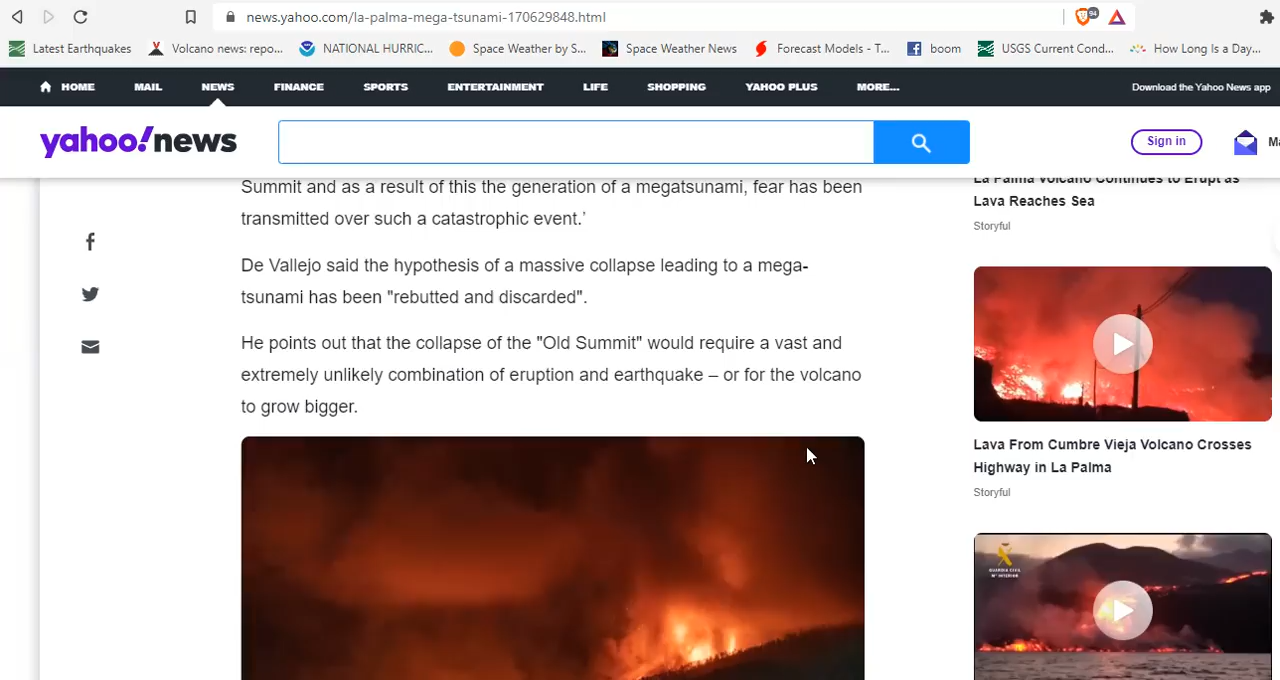 news.yahoo.com/la-palma-mega-tsunami-170629848.html
94
Latest Earthquakes
Volcano news: repo...
NATIONAL HURRIC...
Space Weather by S...
Space Weather News
Forecast Models - T...
boom
USGS Current Cond...
How Long Is a Day...
HOME
MAIL
NEWS
FINANCE
SPORTS
ENTERTAINMENT
LIFE
SHOPPING
YAHOO PLUS
MORE...
Download the Yahoo News app
yahoo!news
Sign in
Ma
Summit and as a result of this the generation of a megatsunami, fear has been
transmitted over such a catastrophic event.’
De Vallejo said the hypothesis of a massive collapse leading to a mega-
tsunami has been "rebutted and discarded".
He points out that the collapse of the "Old Summit" would require a vast and
extremely unlikely combination of eruption and earthquake – or for the volcano
to grow bigger.
La Palma Volcano Continues to Erupt as
Lava Reaches Sea
Storyful
Lava From Cumbre Vieja Volcano Crosses
Highway in La Palma
Storyful
GUARDIA CIVIL